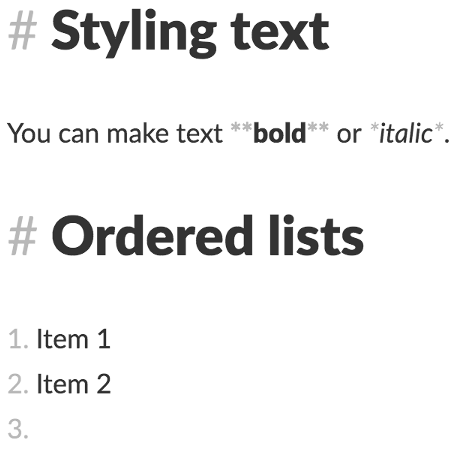 # Styling text
You can make text **bold** or *italic*.
# Ordered lists
1. Item 1
2. Item 2
3.